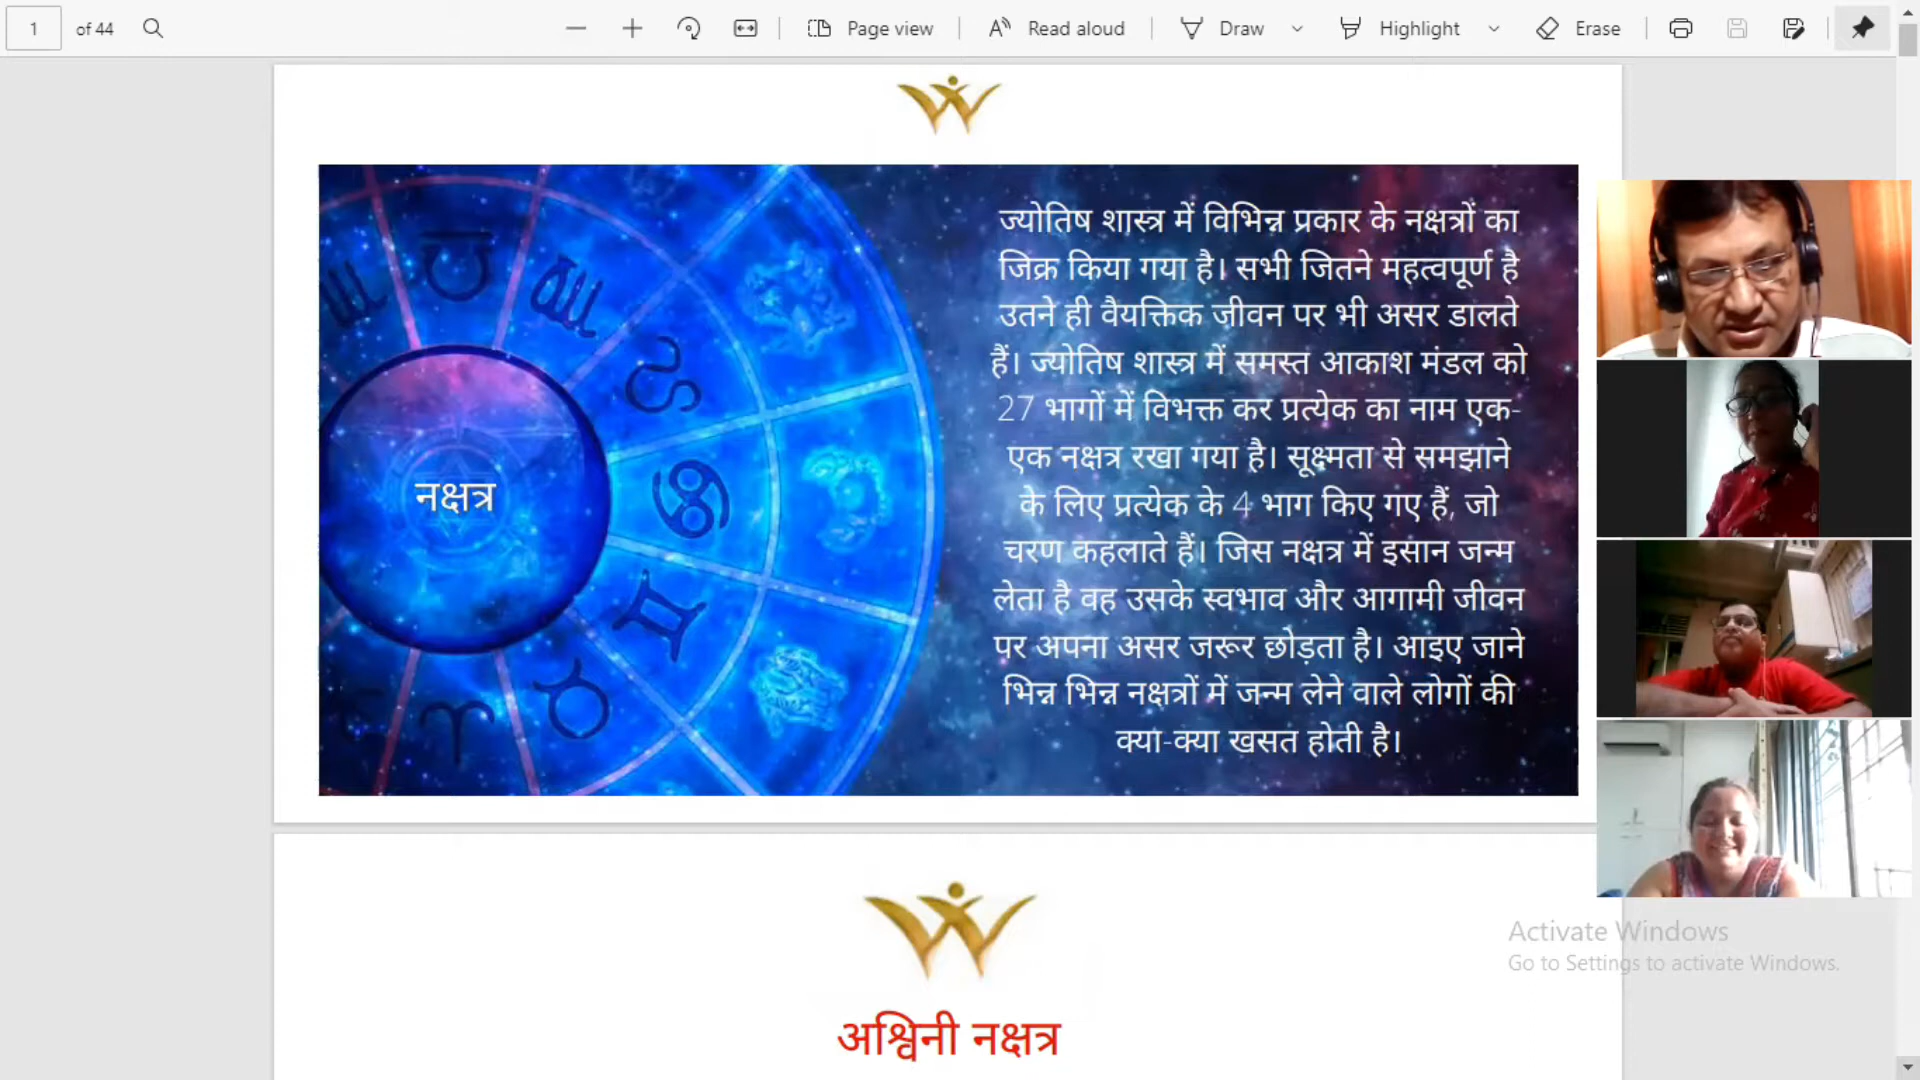 1 of 44 Page view Read aloud Draw Highlight Erase
ज्योतिष शास्त्र में विभिन्न प्रकार के नक्षत्रों का
जिक्र किया गया है। सभी जितने महत्वपूर्ण है
उतने ही वैयक्तिक जीवन पर भी असर डालते
हैं। ज्योतिष शास्त्र में समस्त आकाश मंडल को
27 भागों में विभक्त कर प्रत्येक का नाम एक-
एक नक्षत्र रखा गया है। सूक्ष्मता से समझाने
के लिए प्रत्येक के 4 भाग किए गए हैं, जो
चरण कहलाते हैं। जिस नक्षत्र में इसान जन्म
लेता है वह उसके स्वभाव और आगामी जीवन
पर अपना असर जरूर छोड़ता है। आइए जाने
भिन्न भिन्न नक्षत्रों में जन्म लेने वाले लोगों की
क्या-क्या खसत होती है।
नक्षत्र
Activate Windows
Go to Settings to activate Windows.
अश्विनी नक्षत्र